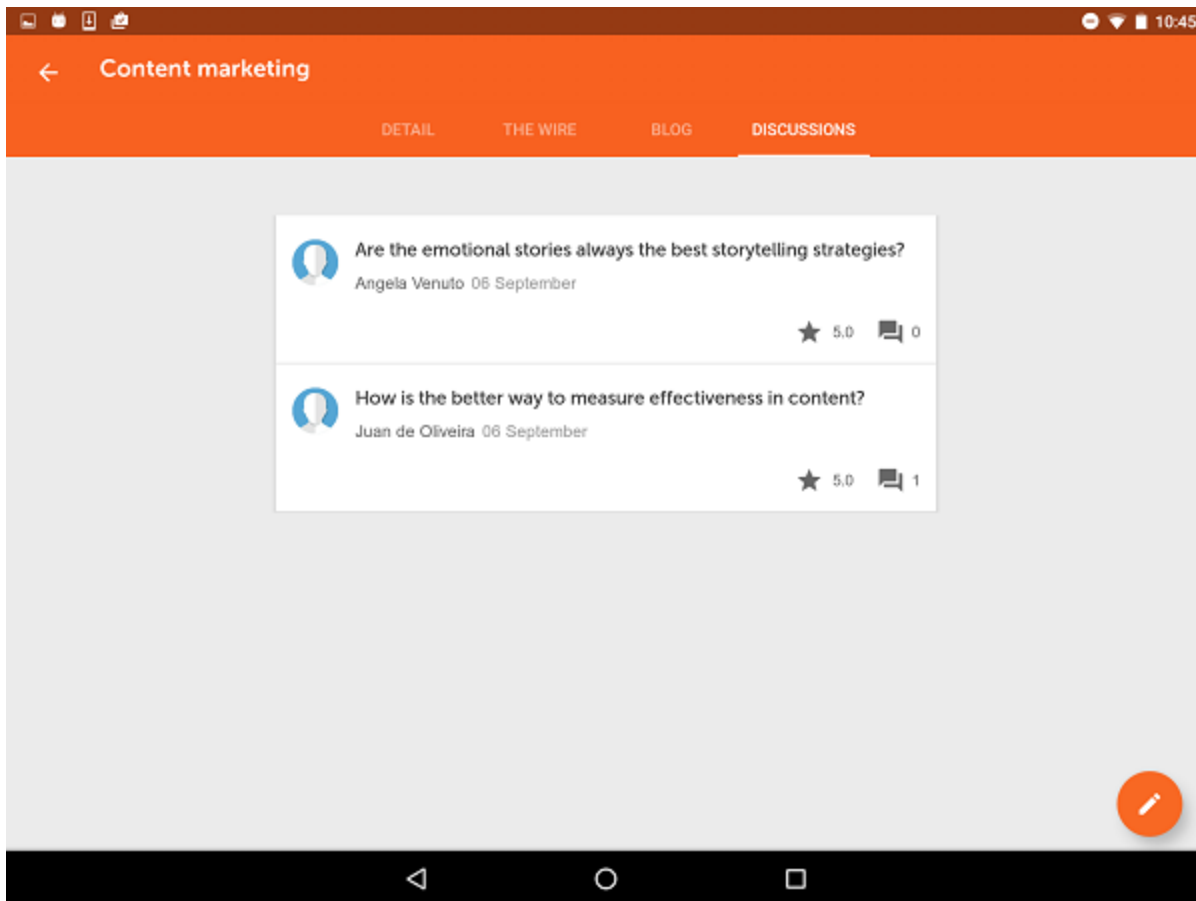 10:45
Content marketing
DETAIL THE WIRE BLOG DISCUSSIONS
Are the emotional stories always the best storytelling strategies?
Angela Venuto 06 September
5.0 0
How is the better way to measure effectiveness in content?
Juan de Oliveira 06 September
5.0 1